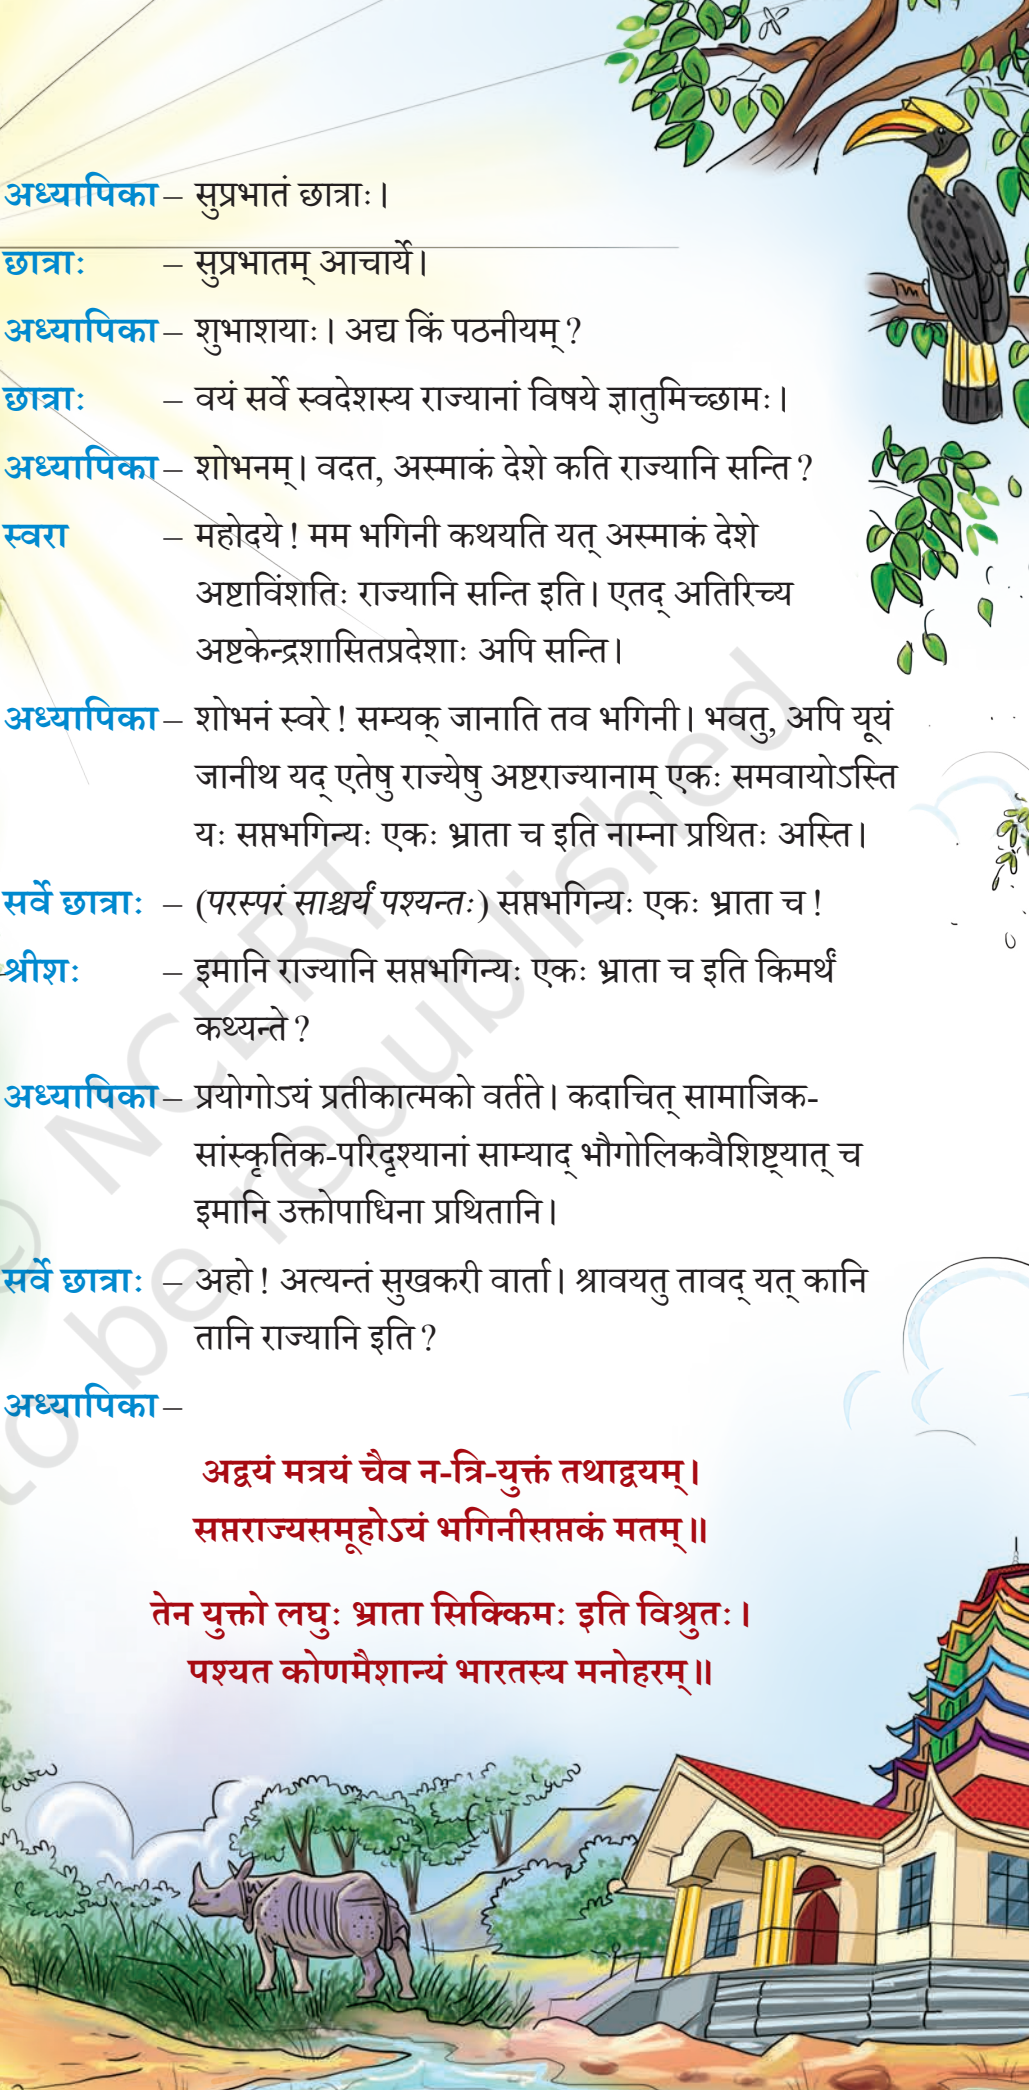 अध्यापिका – सुप्रभातं छात्राः।
छात्राः – सुप्रभातम् आचार्ये।
अध्यापिका – शुभाशयाः। अद्य किं पठनीयम्?
छात्राः – वयं सर्वे स्वदेशस्य राज्यानां विषये ज्ञातुमिच्छामः।
अध्यापिका – शोभनम्। वदत, अस्माकं देशे कति राज्यानि सन्ति?
स्वरा – महोदये! मम भगिनी कथयति यत् अस्माकं देशे
अष्टाविंशतिः राज्यानि सन्ति इति। एतद् अतिरिच्य
अष्टकेन्द्रशासितप्रदेशाः अपि सन्ति।
अध्यापिका – शोभनं स्वरे! सम्यक् जानाति तव भगिनी। भवतु, अपि यूयं
जानीथ यद् एतेषु राज्येषु अष्टराज्यानाम् एकः समवायोऽस्ति
यः सप्तभगिन्यः एकः भ्राता च इति नाम्ना प्रथितः अस्ति।
सर्वे छात्राः – (परस्परं साश्चर्यं पश्यन्तः) सप्तभगिन्यः एकः भ्राता च!
श्रीशः – इमानि राज्यानि सप्तभगिन्यः एकः भ्राता च इति किमर्थं
कथ्यन्ते?
अध्यापिका – प्रयोगोऽयं प्रतीकात्मको वर्तते। कदाचित् सामाजिक-
सांस्कृतिक-परिदृश्यानां साम्याद् भौगोलिकवैशिष्ट्यात् च
इमानि उक्तोपाधिना प्रथितानि।
सर्वे छात्राः – अहो! अत्यन्तं सुखकरी वार्ता। श्रावयतु तावद् यत् कानि
तानि राज्यानि इति?
अध्यापिका –
अद्वयं मत्रयं चैव न-त्रि-युक्तं तथाद्वयम्।
सप्तराज्यसमूहोऽयं भगिनीसप्तकं मतम्॥
तेन युक्तो लघुः भ्राता सिक्किमः इति विश्रुतः।
पश्यत कोणमैशान्यं भारतस्य मनोहरम्॥
© NCERT
to be republished